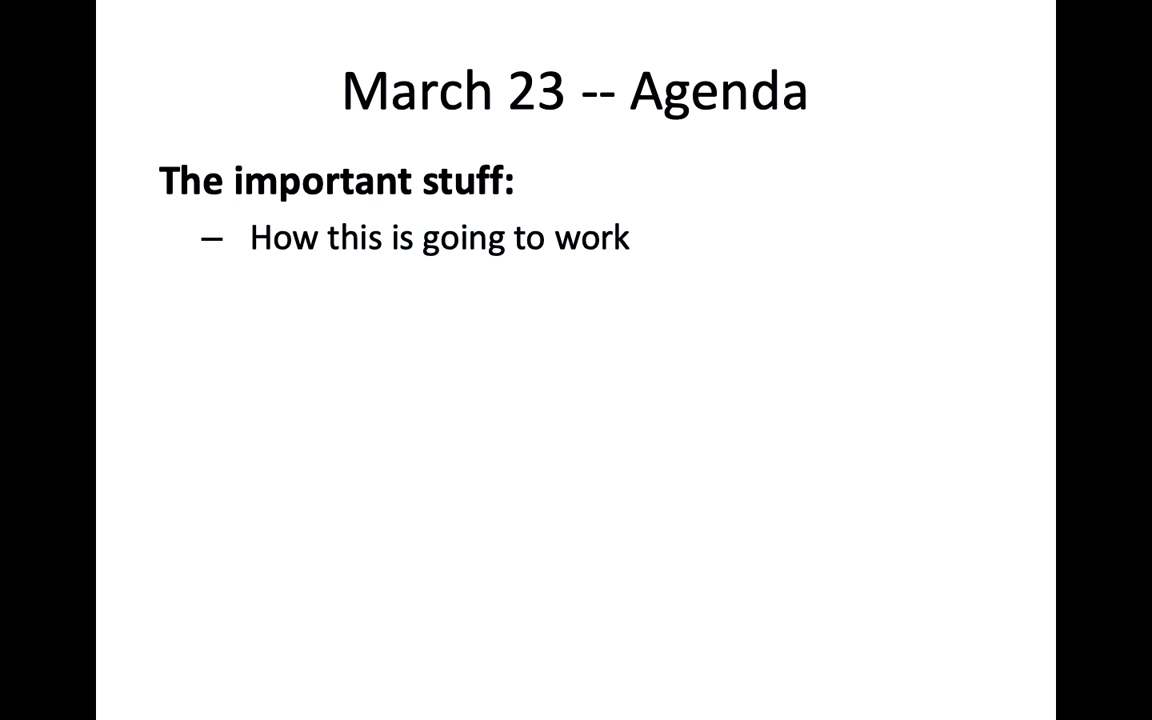 March 23 -- Agenda
The important stuff:
– How this is going to work